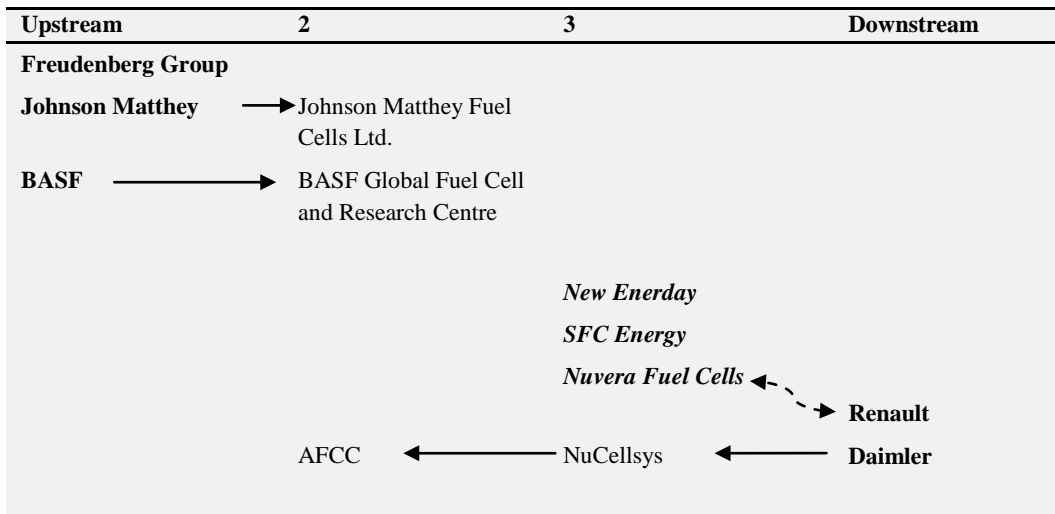 Upstream 2 3 Downstream
Freudenberg Group
Johnson Matthey Johnson Matthey Fuel
Cells Ltd.
BASF BASF Global Fuel Cell
and Research Centre
New Enerday
SFC Energy
Nuvera Fuel Cells
Renault
AFCC NuCellsys Daimler